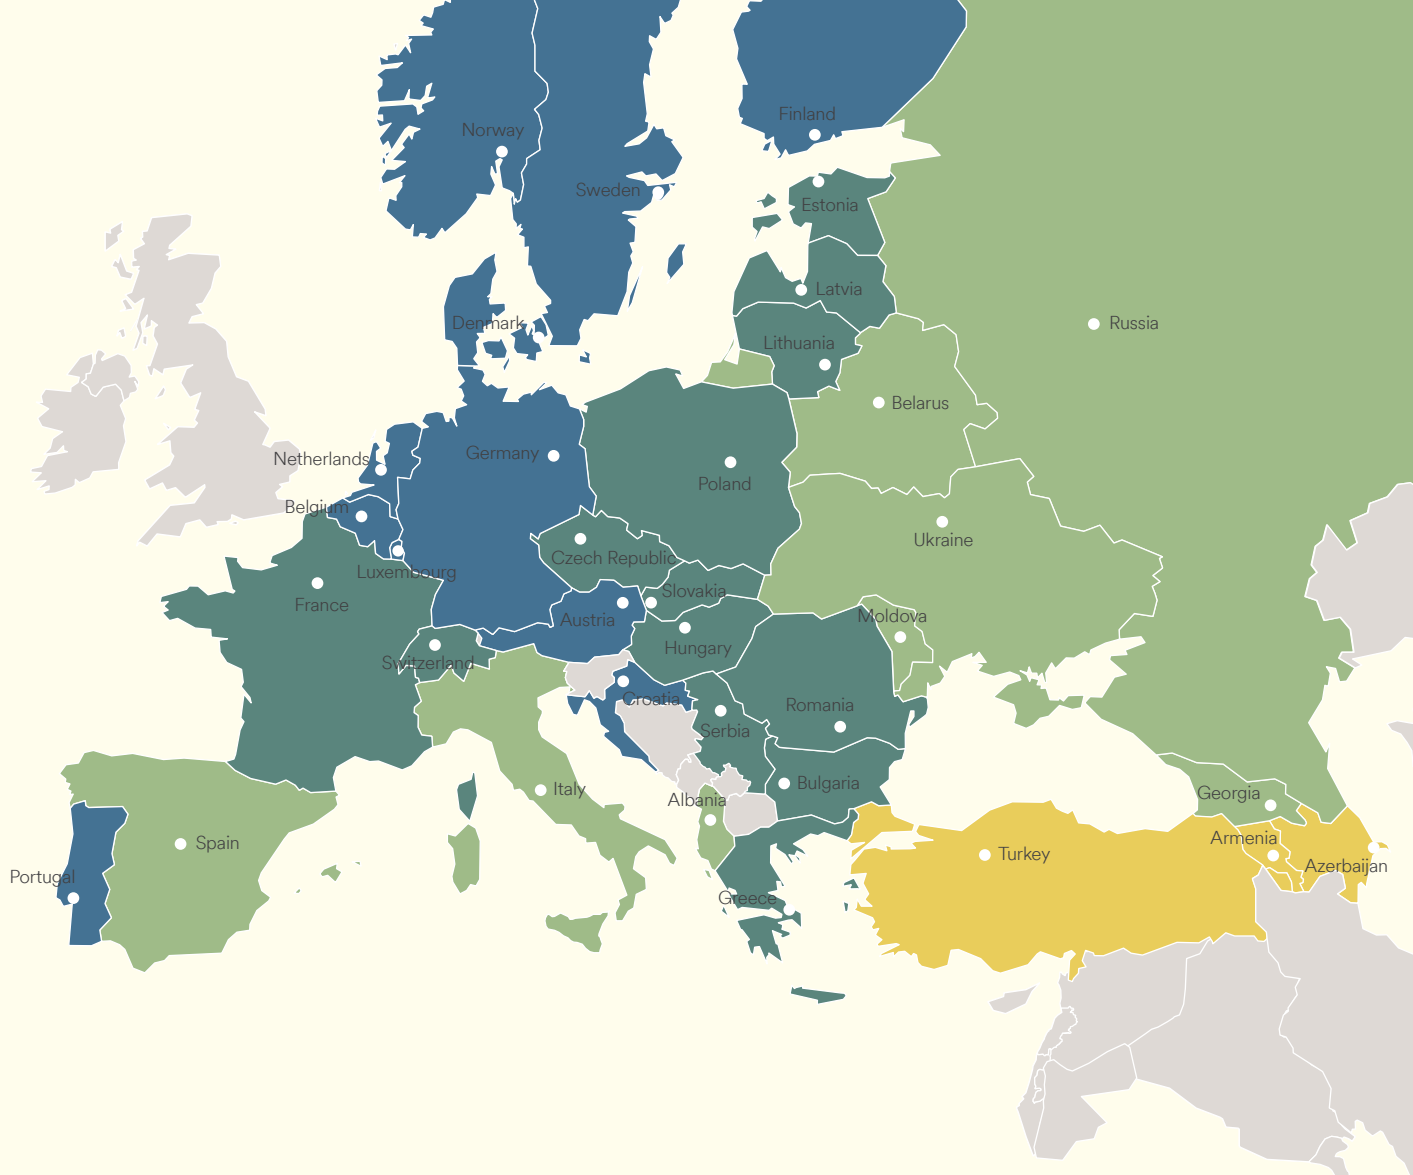 Finland
Norway
Sweden
Estonia
Latvia
Denmark
Russia
Lithuania
Belarus
Germany
Netherlands
Poland
Belgium
Ukraine
Czech Republic
Luxembourg
Slovakia
France
Moldova
Austria
Hungary
Switzerland
Croatia
Romania
Serbia
Bulgaria
Italy
Georgia
Albania
Armenia
Spain
Turkey
Azerbaijan
Portugal
Greece